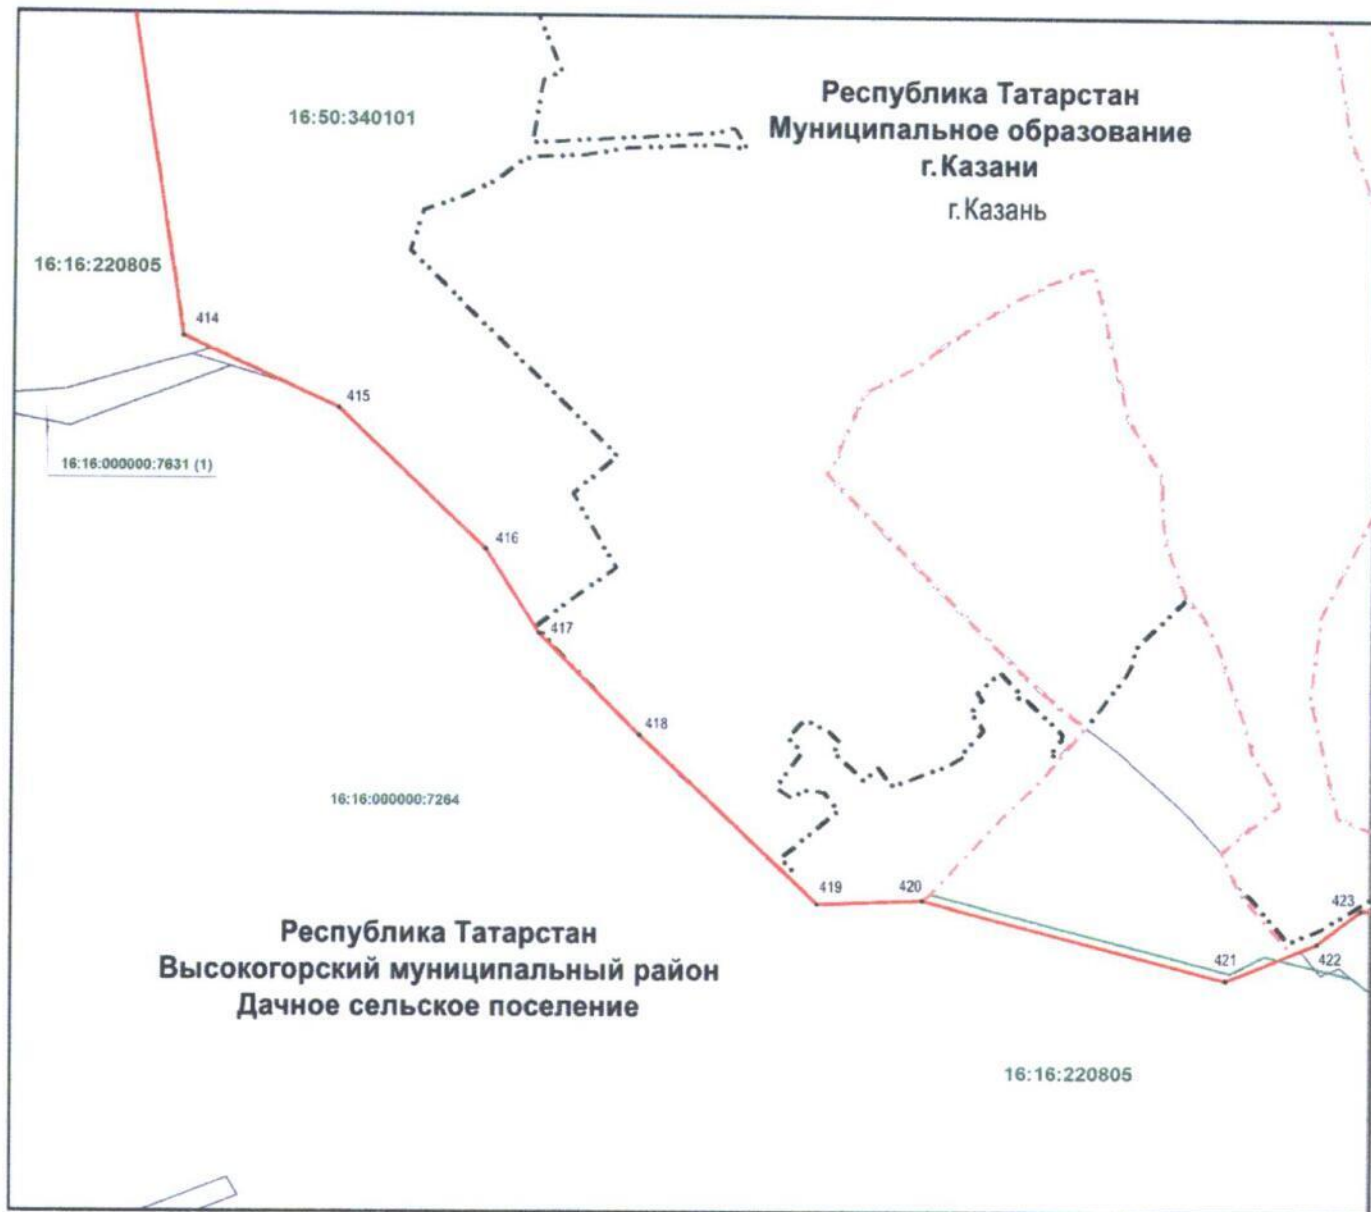 16:50:340101
Республика Татарстан
Муниципальное образование
г.Казани
г.Казань
16:16:220805
414
415
16:16:000000:7631 (1)
416
417
418
16:16:000000:7264
419
420
423
421
422
Республика Татарстан
Высокогорский муниципальный район
Дачное сельское поселение
16:16:220805